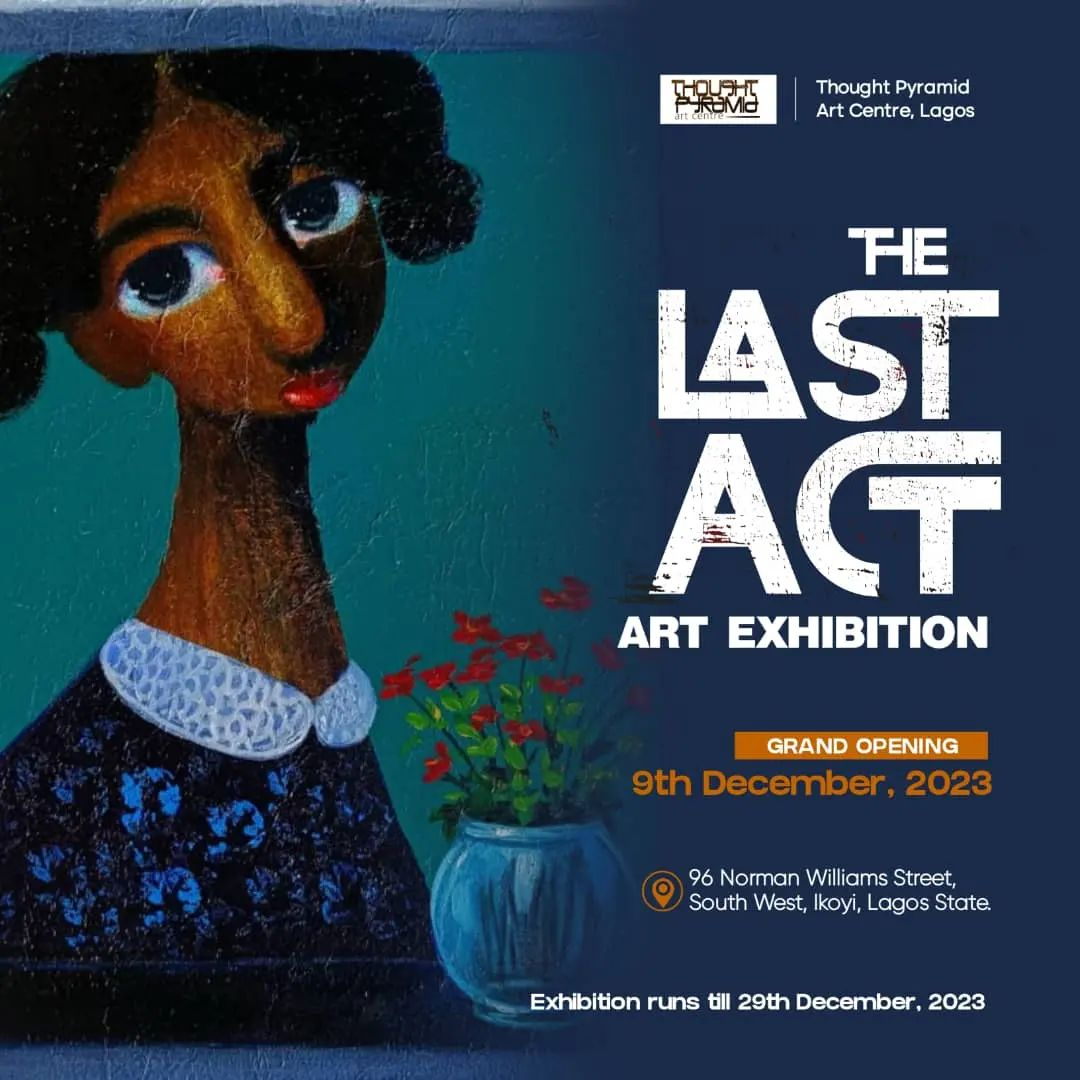 THOUGHT
PYRAMID
art centre
Thought Pyramid
Art Centre, Lagos
THE
LAST
ACT
ART EXHIBITION
GRAND OPENING
9th December, 2023
96 Norman Williams Street,
South West, Ikoyi, Lagos State.
Exhibition runs till 29th December, 2023